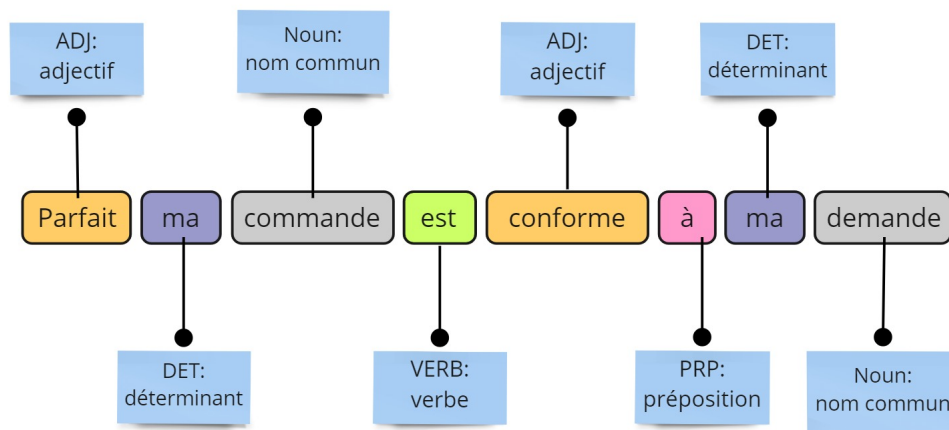 ADJ:
adjectif
Noun:
nom commun
ADJ:
adjectif
DET:
déterminant
Parfait ma commande est conforme à ma demande
DET:
déterminant
VERB:
verbe
PRP:
préposition
Noun:
nom commun